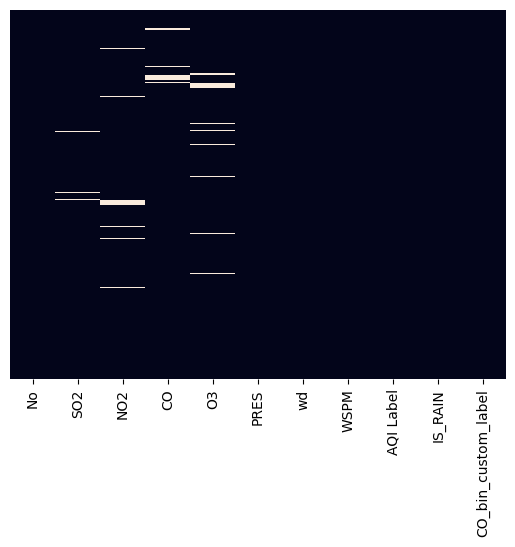 No
SO2
NO2
CO
O3
PRES
wd
WSPM
AQI Label
IS_RAIN
CO_bin_custom_label